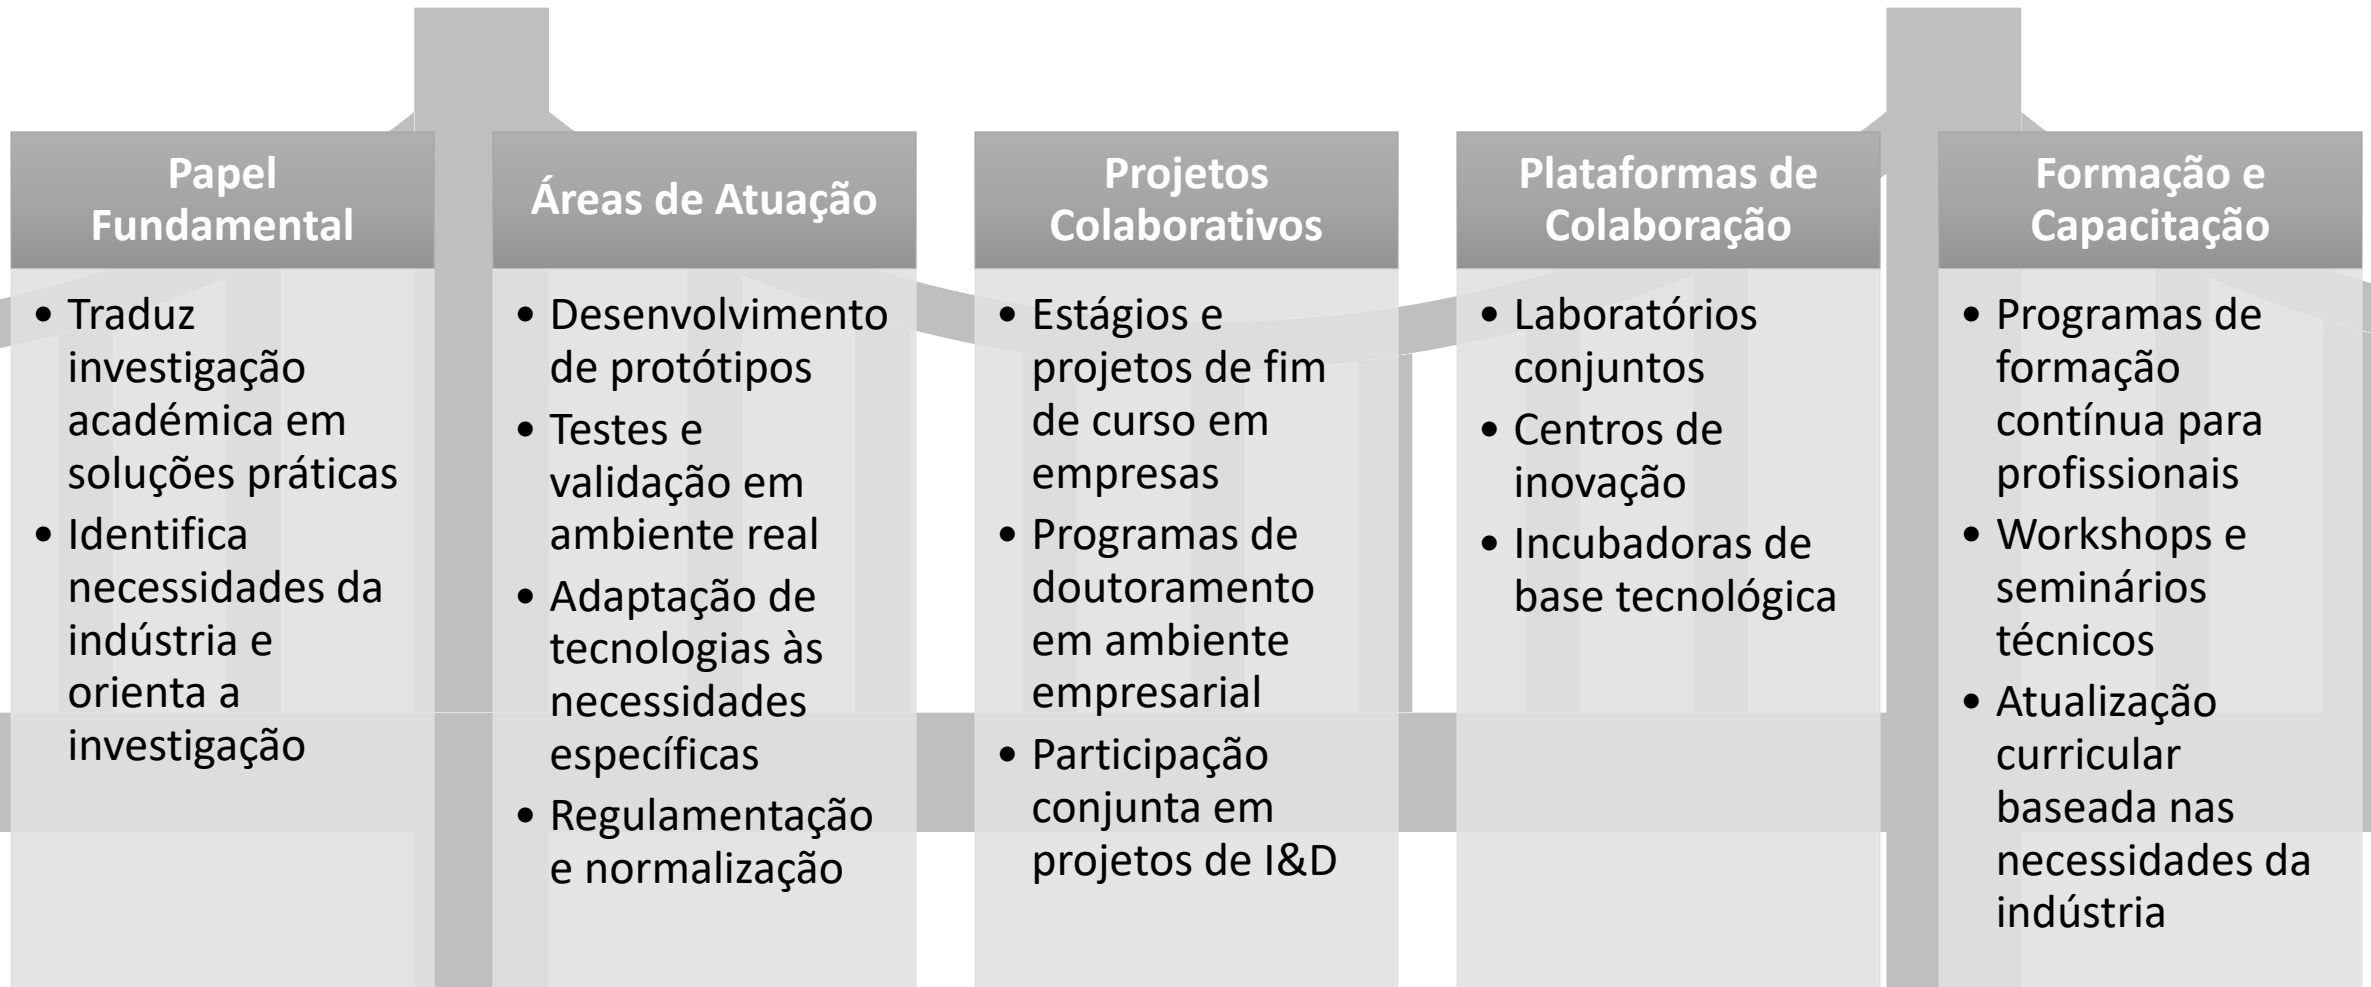 Papel
Fundamental
• Traduz
investigação
académica em
soluções práticas
• Identifica
necessidades da
indústria e
orienta a
investigação
Áreas de Atuação
• Desenvolvimento
de protótipos
• Testes e
validação em
ambiente real
• Adaptação de
tecnologias às
necessidades
específicas
• Regulamentação
e normalização
Projetos
Colaborativos
• Estágios e
projetos de fim
de curso em
empresas
• Programas de
doutoramento
em ambiente
empresarial
• Participação
conjunta em
projetos de I&D
Plataformas de
Colaboração
• Laboratórios
conjuntos
• Centros de
inovação
• Incubadoras de
base tecnológica
Formação e
Capacitação
• Programas de
formação
contínua para
profissionais
• Workshops e
seminários
técnicos
• Atualização
curricular
baseada nas
necessidades da
indústria